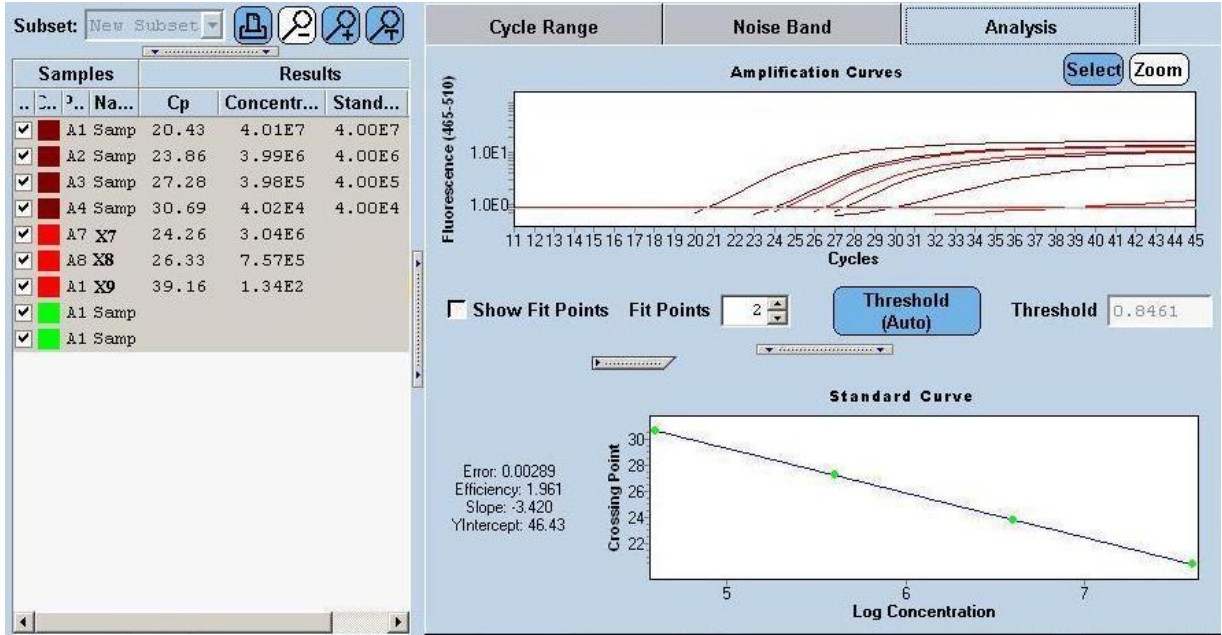 Subset: New Subset
Cycle Range Noise Band Analysis
Samples Results
.. C.. P.. Na... Cp Concentr... Stand...
A1 Samp 20.43 4.01E7 4.00E7
A2 Samp 23.86 3.99E6 4.00E6
A3 Samp 27.28 3.98E5 4.00E5
A4 Samp 30.69 4.02E4 4.00E4
A7 X7 24.26 3.04E6
A8 X8 26.33 7.57E5
A1 X9 39.16 1.34E2
A1 Samp
A1 Samp
Amplification Curves
Select Zoom
Fluorescence (465-510)
1.0E1
1.0E0
11 12 13 14 15 16 17 18 19 20 21 22 23 24 25 26 27 28 29 30 31 32 33 34 35 36 37 38 39 40 41 42 43 44 45
Cycles
Show Fit Points Fit Points 2 Threshold (Auto) Threshold 0.8461
Standard Curve
Error: 0.00289
Efficiency: 1.961
Slope: -3.420
YIntercept: 46.43
Crossing Point
30
28
26
24
22
5 6 7
Log Concentration